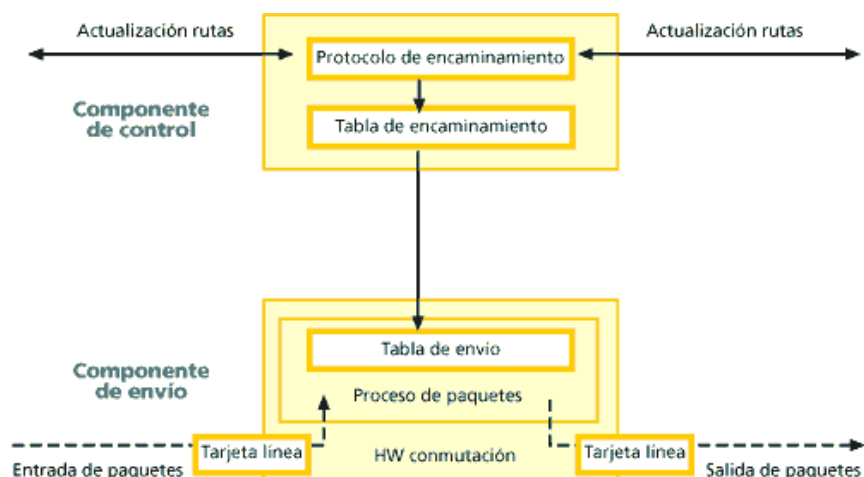 Actualización rutas
Actualización rutas
Protocolo de encaminamiento
Componente
de control
Tabla de encaminamiento
Tabla de envío
Componente
de envío
Proceso de paquetes
Tarjeta línea
HW conmutación
Tarjeta línea
Entrada de paquetes
Salida de paquetes